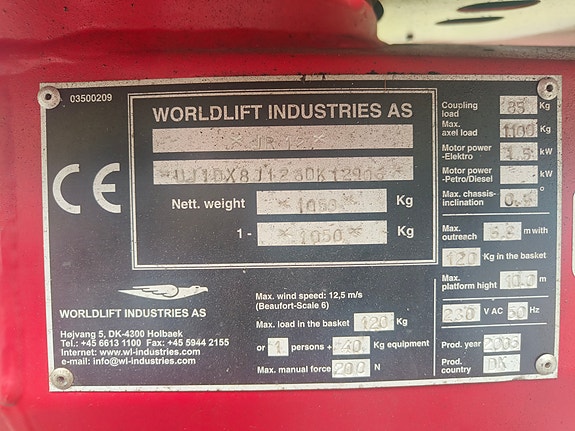 03500209
WORLDLIFT INDUSTRIES AS
Nett. weight * 1050 * Kg
1 - * 1050 * Kg
CE
WORLDLIFT INDUSTRIES AS
Højvang 5, DK-4300 Holbaek
Tel.: +45 6613 1100 Fax: +45 5944 2155
Internet: www.wl-industries.com
e-mail: info@wl-industries.com
Max. wind speed: 12,5 m/s
(Beaufort-Scale 6)
Max. load in the basket 120 Kg
or 1 persons + 40 Kg equipment
Max. manual force 200 N
Coupling load 85 Kg
Max. axel load 1100 Kg
Motor power -Elektro 1.5 kW
Motor power -Petro/Diesel kW
Max. chassis-inclination °
Max. outreach m with
120 Kg in the basket
Max. platform hight 10.0 m
230 V AC 50 Hz
Prod. year
Prod. country DK